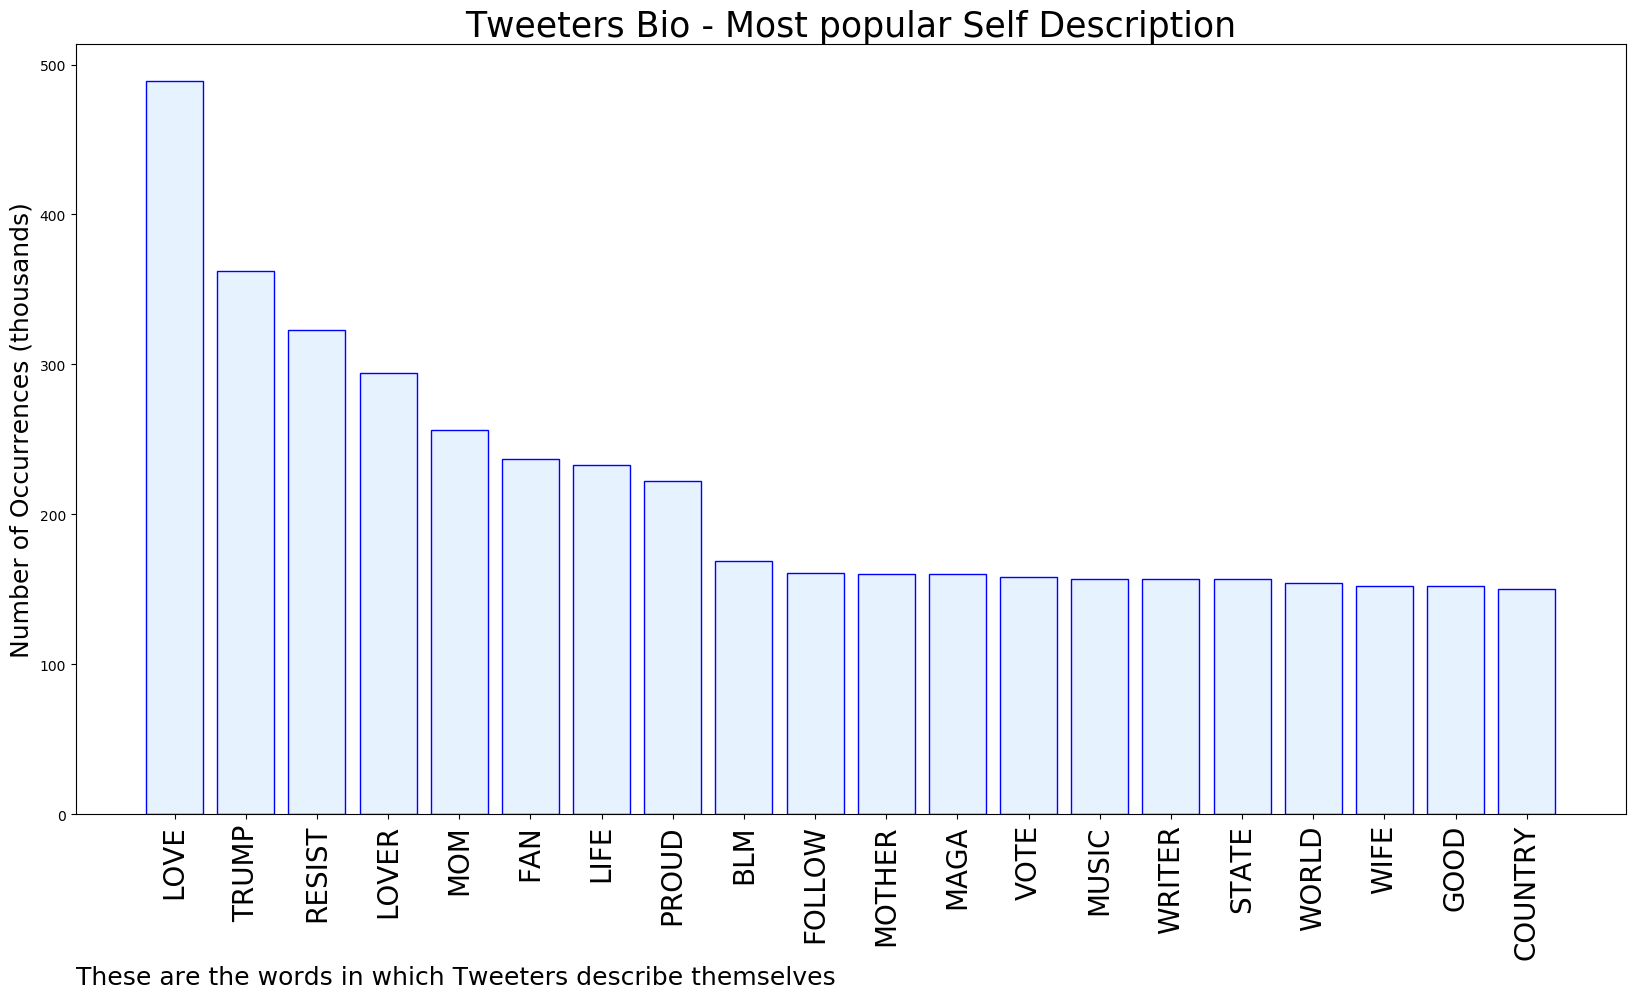 Tweeters Bio - Most popular Self Description
Number of Occurrences (thousands)
500
400
300
200
100
0
LOVE
TRUMP
RESIST
LOVER
MOM
FAN
LIFE
PROUD
BLM
FOLLOW
MOTHER
MAGA
VOTE
MUSIC
WRITER
STATE
WORLD
WIFE
GOOD
COUNTRY
These are the words in which Tweeters describe themselves